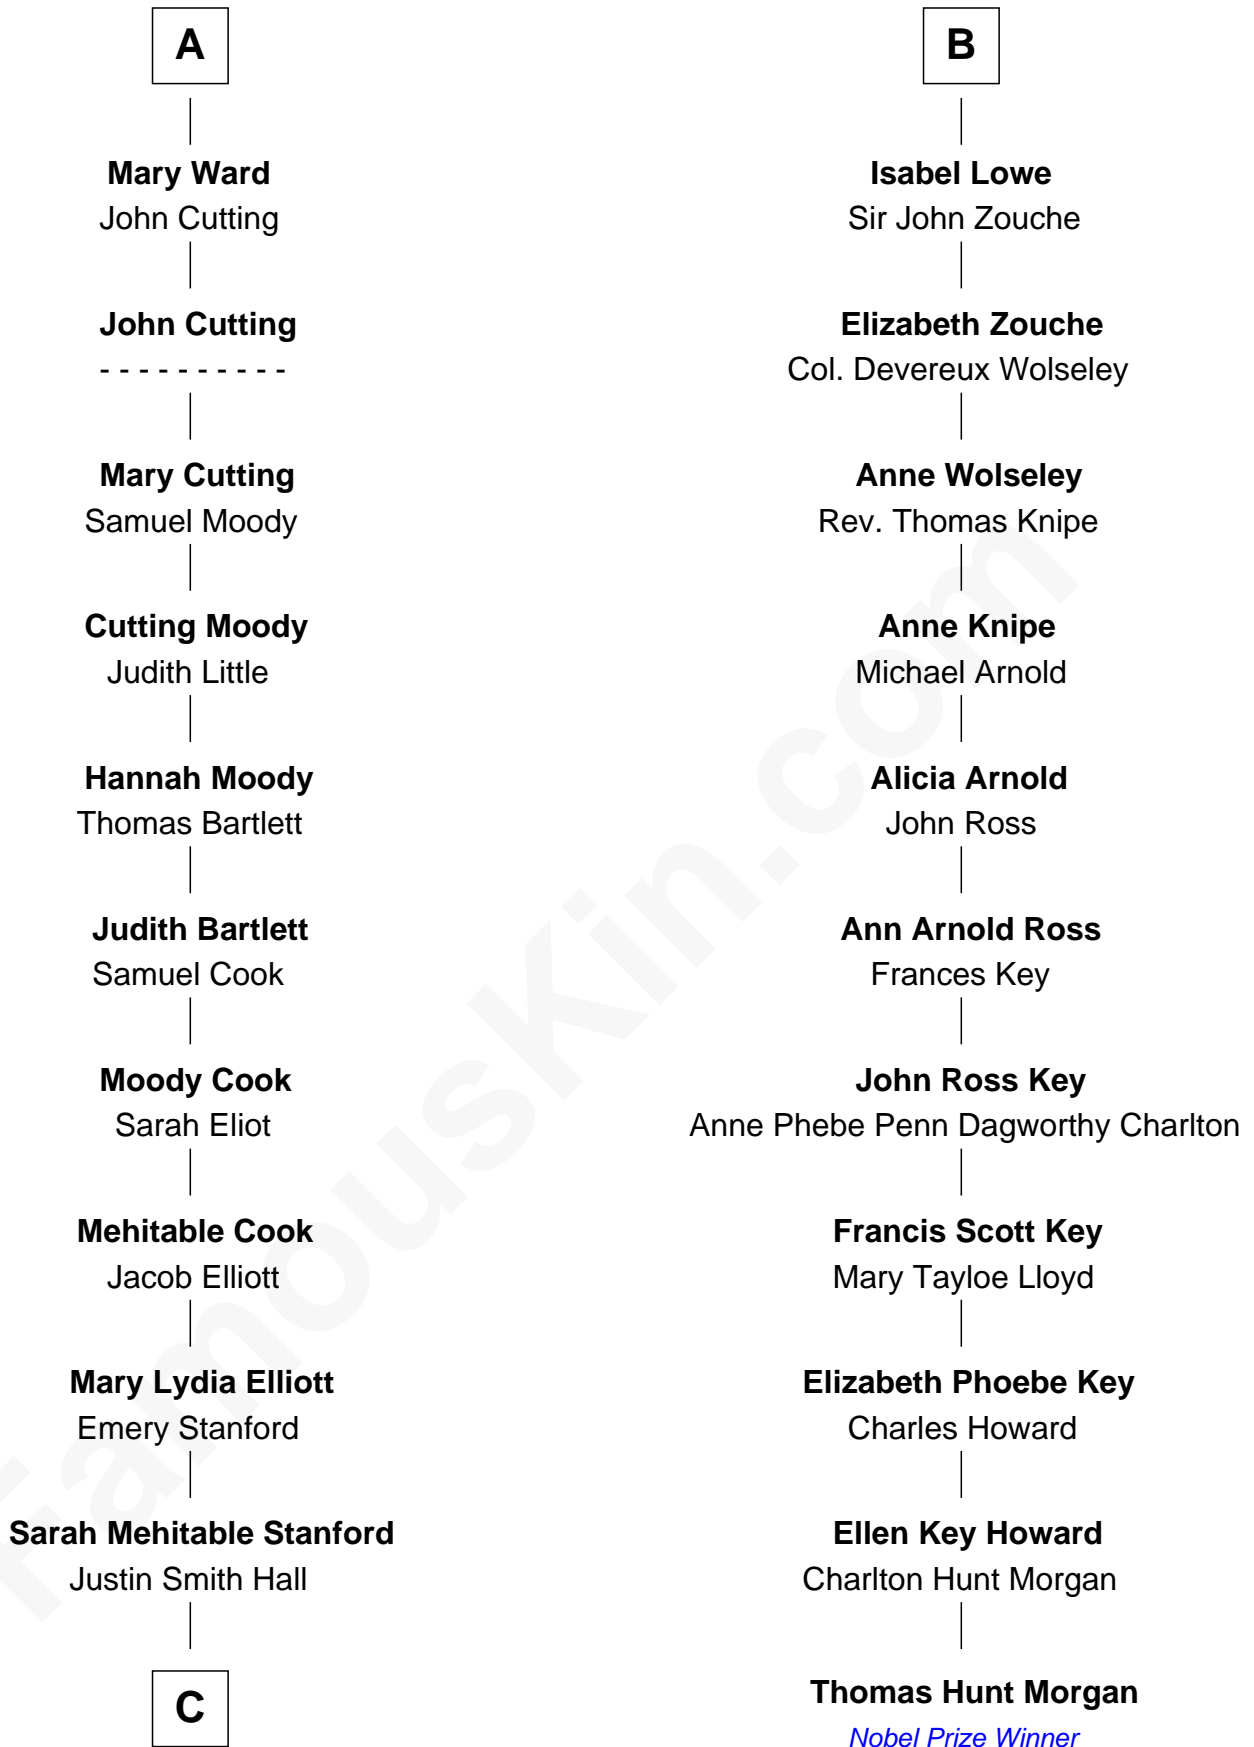 A
Mary Ward
John Cutting
John Cutting
- - - - - - - - - -
Mary Cutting
Samuel Moody
Cutting Moody
Judith Little
Hannah Moody
Thomas Bartlett
Judith Bartlett
Samuel Cook
Moody Cook
Sarah Eliot
Mehitable Cook
Jacob Elliott
Mary Lydia Elliott
Emery Stanford
Sarah Mehitable Stanford
Justin Smith Hall
C
B
Isabel Lowe
Sir John Zouche
Elizabeth Zouche
Col. Devereux Wolseley
Anne Wolseley
Rev. Thomas Knipe
Anne Knipe
Michael Arnold
Alicia Arnold
John Ross
Ann Arnold Ross
Frances Key
John Ross Key
Anne Phebe Penn Dagworthy Charlton
Francis Scott Key
Mary Tayloe Lloyd
Elizabeth Phoebe Key
Charles Howard
Ellen Key Howard
Charlton Hunt Morgan
Thomas Hunt Morgan
Nobel Prize Winner
FamousKin.com